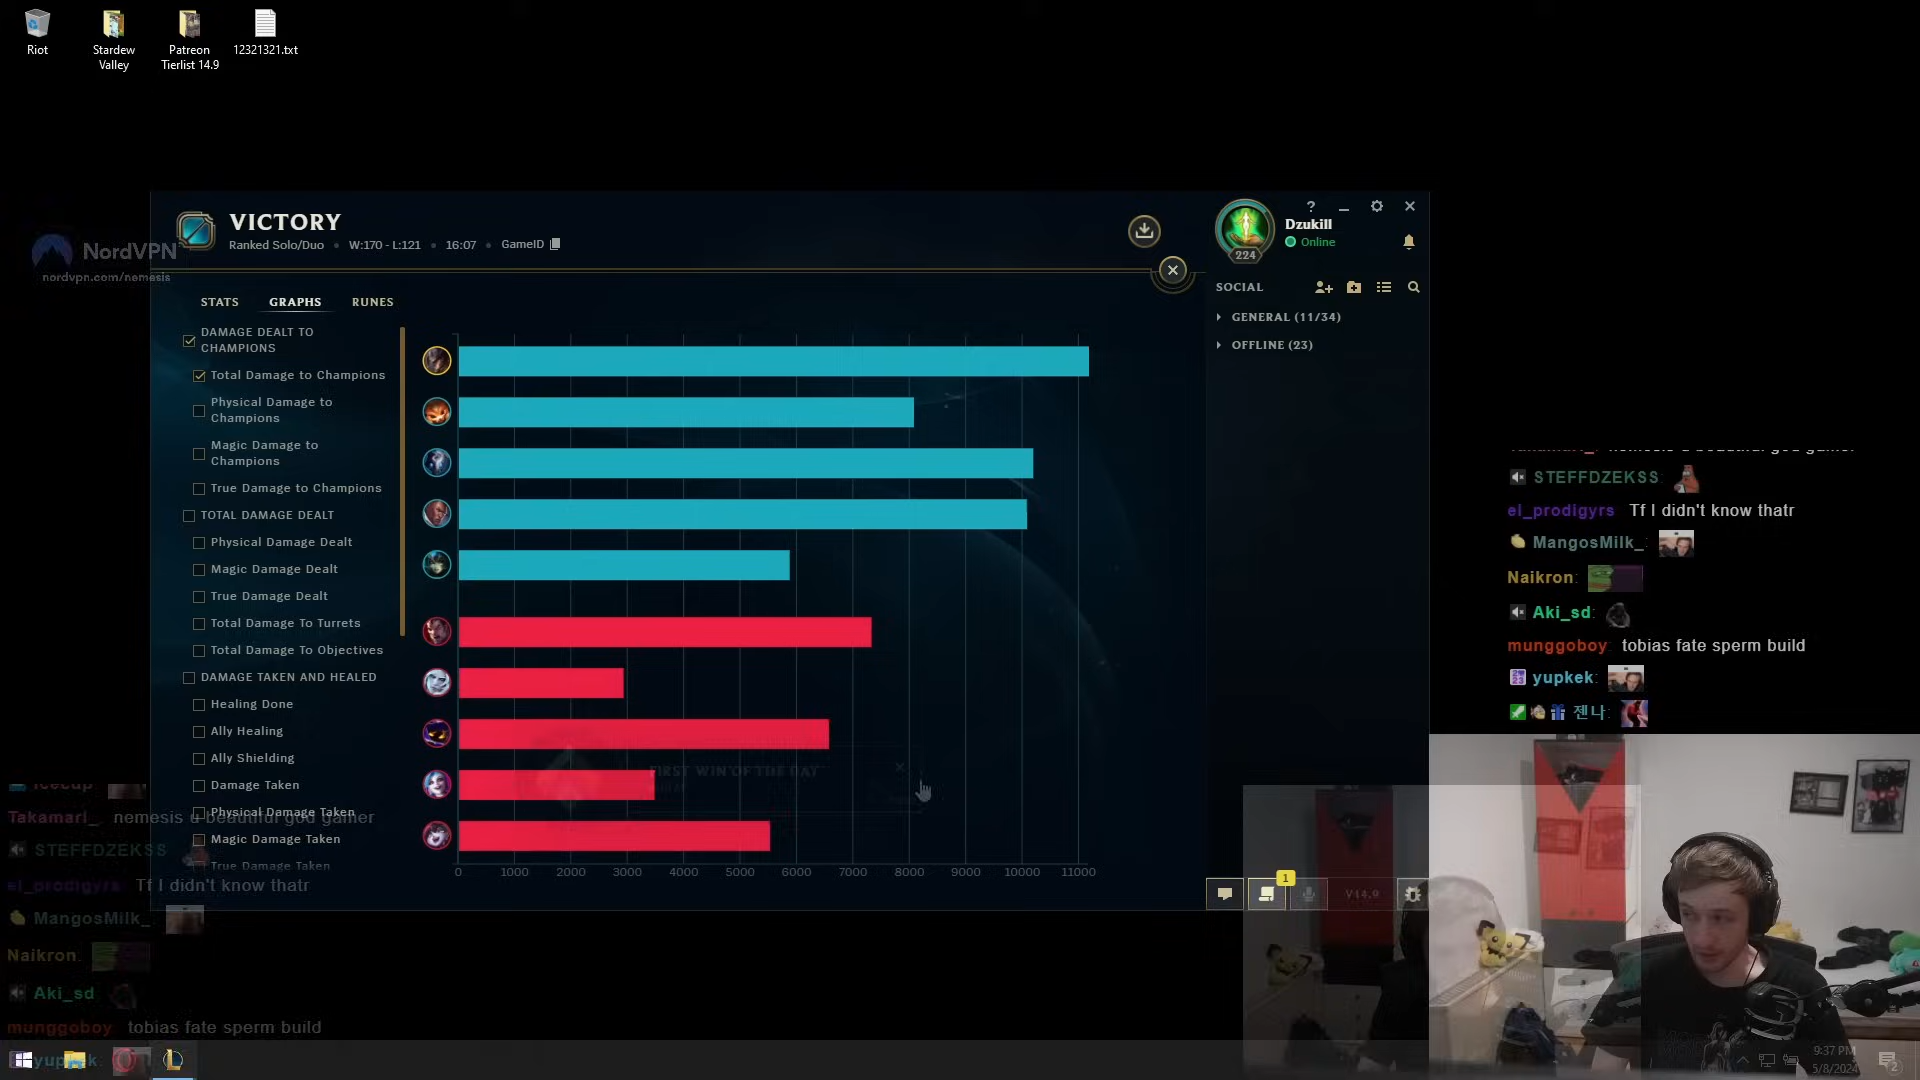 Riot
Stardew
Valley
Patreon
Tierlist 14.9
12321321.txt
NordVPN
nordvpn.com/nemesis
VICTORY
Ranked Solo/Duo • W:170 - L:121 • 16:07 • GameID
?
Dzukill
Online
224
SOCIAL
GENERAL (11/34)
OFFLINE (23)
STATS GRAPHS RUNES
DAMAGE DEALT TO
CHAMPIONS
Total Damage to Champions
Physical Damage to
Champions
Magic Damage to
Champions
True Damage to Champions
TOTAL DAMAGE DEALT
Physical Damage Dealt
Magic Damage Dealt
True Damage Dealt
Total Damage To Turrets
Total Damage To Objectives
DAMAGE TAKEN AND HEALED
Healing Done
Ally Healing
Ally Shielding
Damage Taken
Physical Damage Taken
Magic Damage Taken
True Damage Taken
FIRST WIN OF THE DAY
0 1000 2000 3000 4000 5000 6000 7000 8000 9000 10000 11000
1
V14.9
STEFFDZEKSS:
el_prodigyrs Tf I didn't know thatr
MangosMilk_:
Naikron:
Aki_sd:
munggoboy tobias fate sperm build
yupkek:
젠나:
Takamari_ nemesis u beautiful god gamer
STEFFDZEKSS
el_prodigyrs Tf I didn't know thatr
MangosMilk_:
Naikron:
Aki_sd
munggoboy tobias fate sperm build
9:37 PM
5/8/2024
2